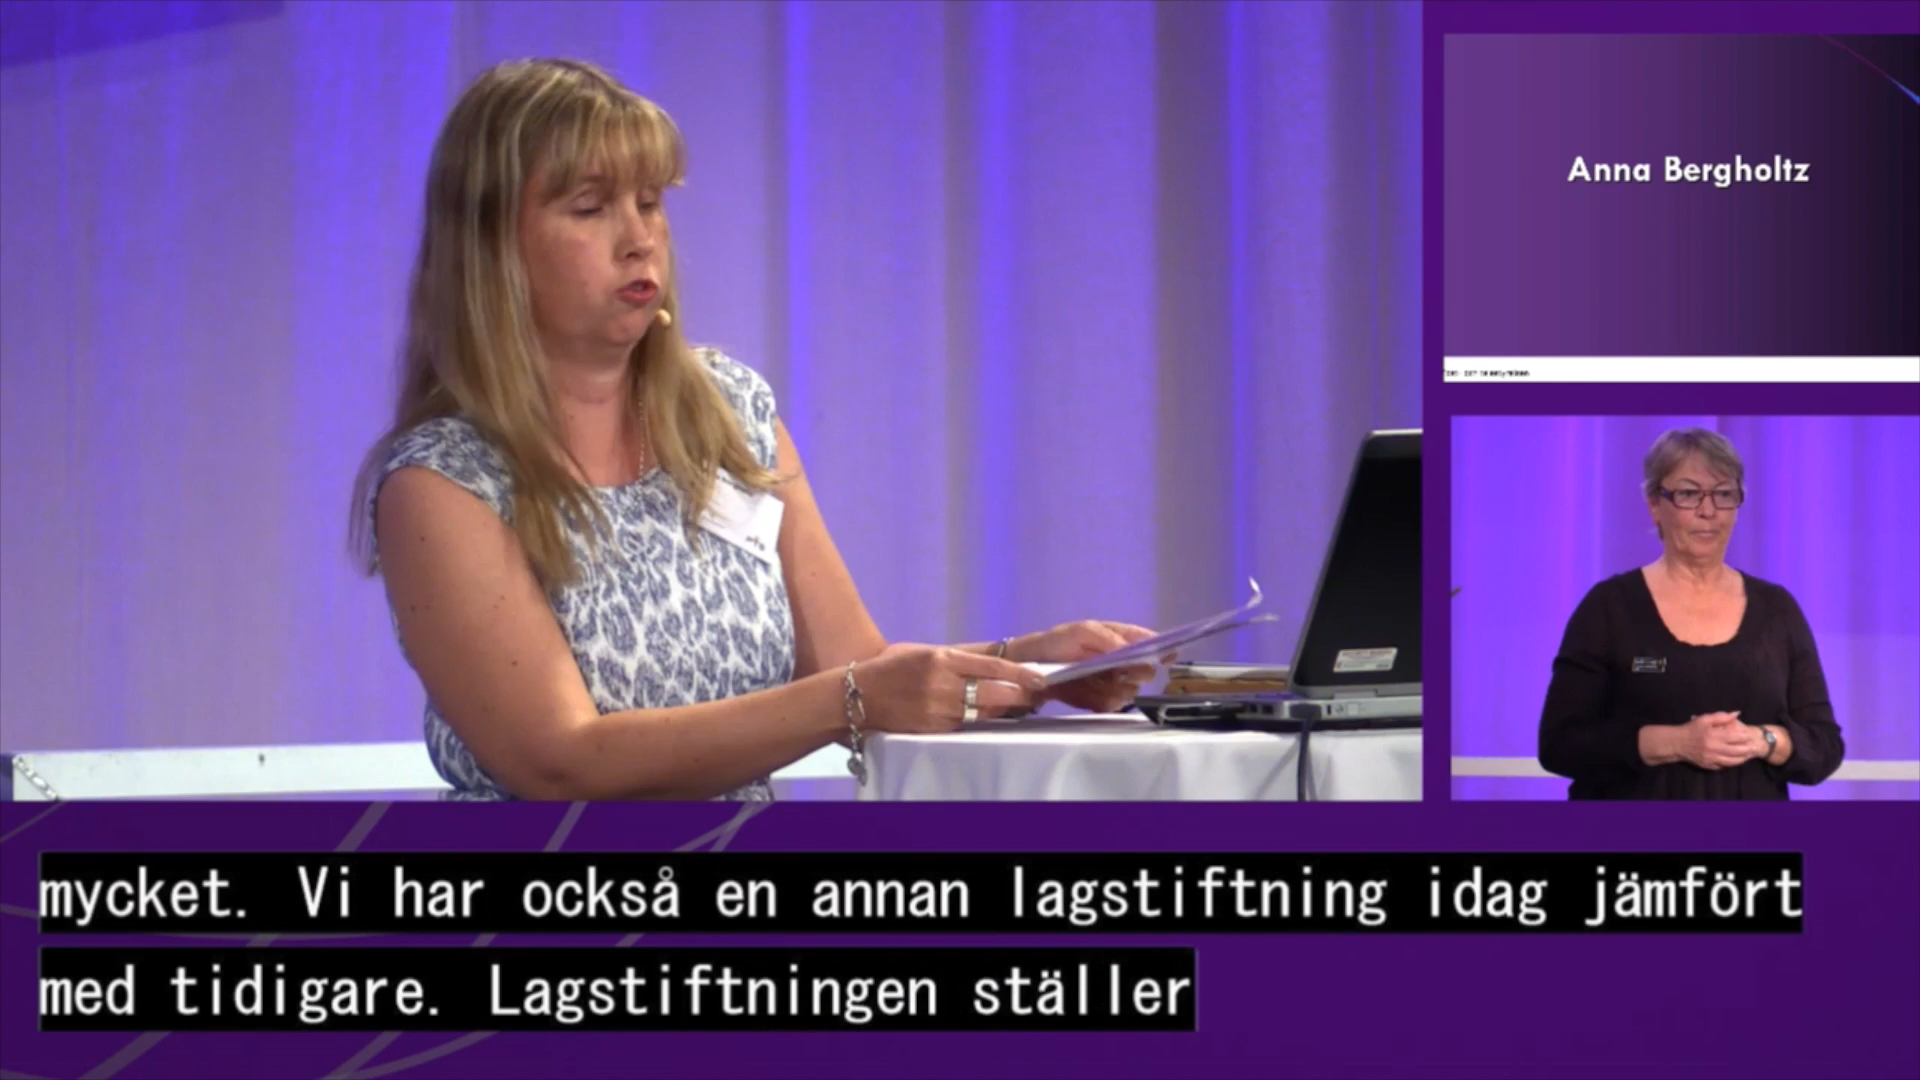 Anna Bergholtz
mycket. Vi har också en annan lagstiftning idag jämfört
med tidigare. Lagstiftningen ställer